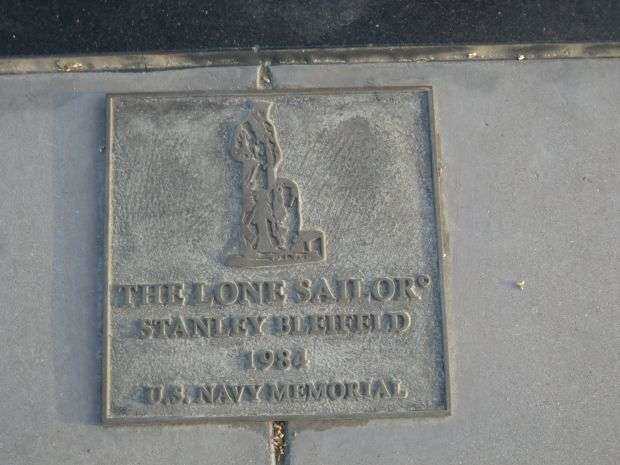 THE LONE SAILOR®
STANLEY BLEIFELD
1984
U.S. NAVY MEMORIAL